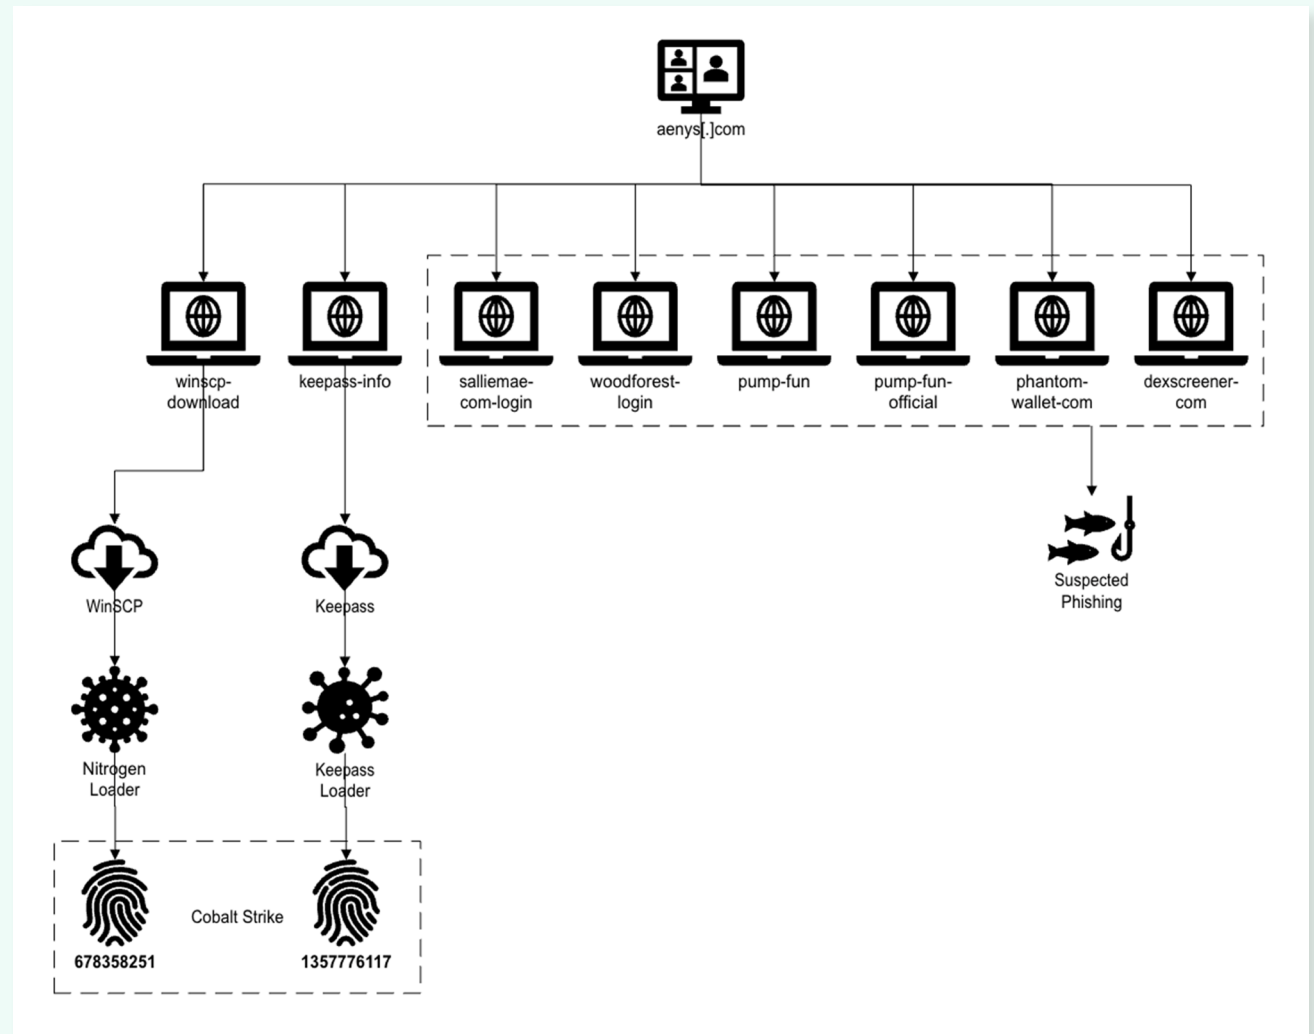 aenys[.]com
winscp-
download
keepass-info
salliemae-
com-login
woodforest-
login
pump-fun
pump-fun-
official
phantom-
wallet-com
dexscreener-
com
WinSCP
Keepass
Suspected
Phishing
Nitrogen
Loader
Keepass
Loader
Cobalt Strike
678358251
1357776117